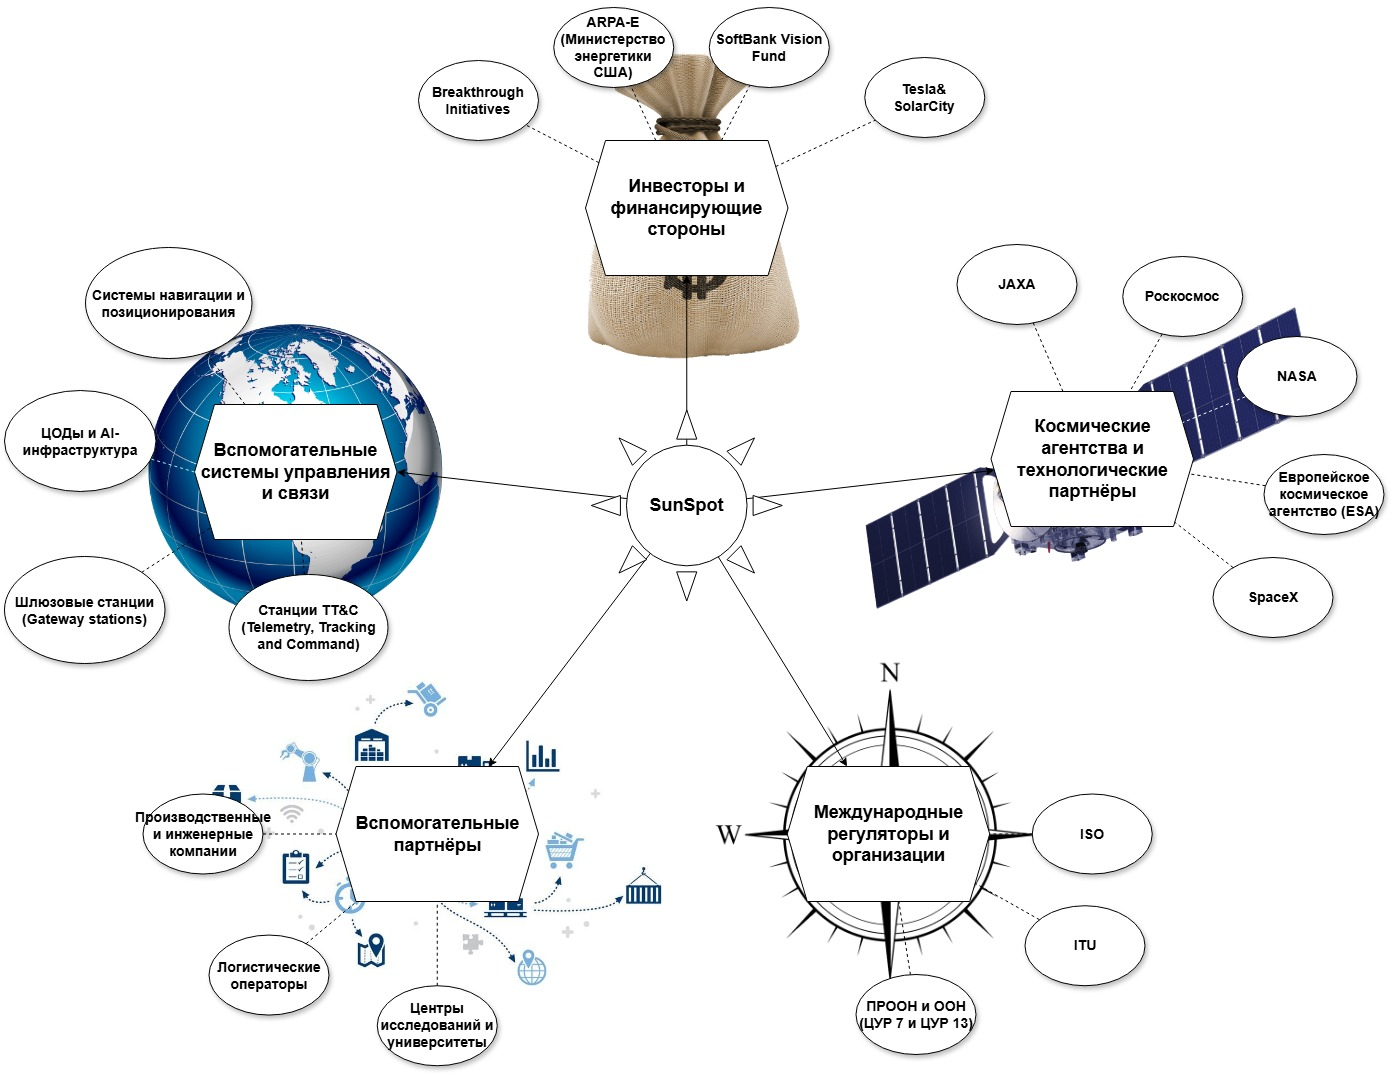 ARPA-E
(Министерство
энергетики
США)
SoftBank Vision
Fund
Breakthrough
Initiatives
Tesla&
SolarCity
Инвесторы и
финансирующие
стороны
Системы навигации и
позиционирования
ЦОДы и AI-
инфраструктура
Вспомогательные
системы управления
и связи
Шлюзовые станции
(Gateway stations)
Станции TT&C
(Telemetry, Tracking
and Command)
SunSpot
JAXA
Роскосмос
NASA
Космические
агентства и
технологические
партнёры
Европейское
космическое
агентство (ESA)
SpaceX
Вспомогательные
партнёры
Производственные
и инженерные
компании
Логистические
операторы
Центры
исследований и
университеты
N
W
Международные
регуляторы и
организации
ISO
ITU
ПРООН и ООН
(ЦУР 7 и ЦУР 13)